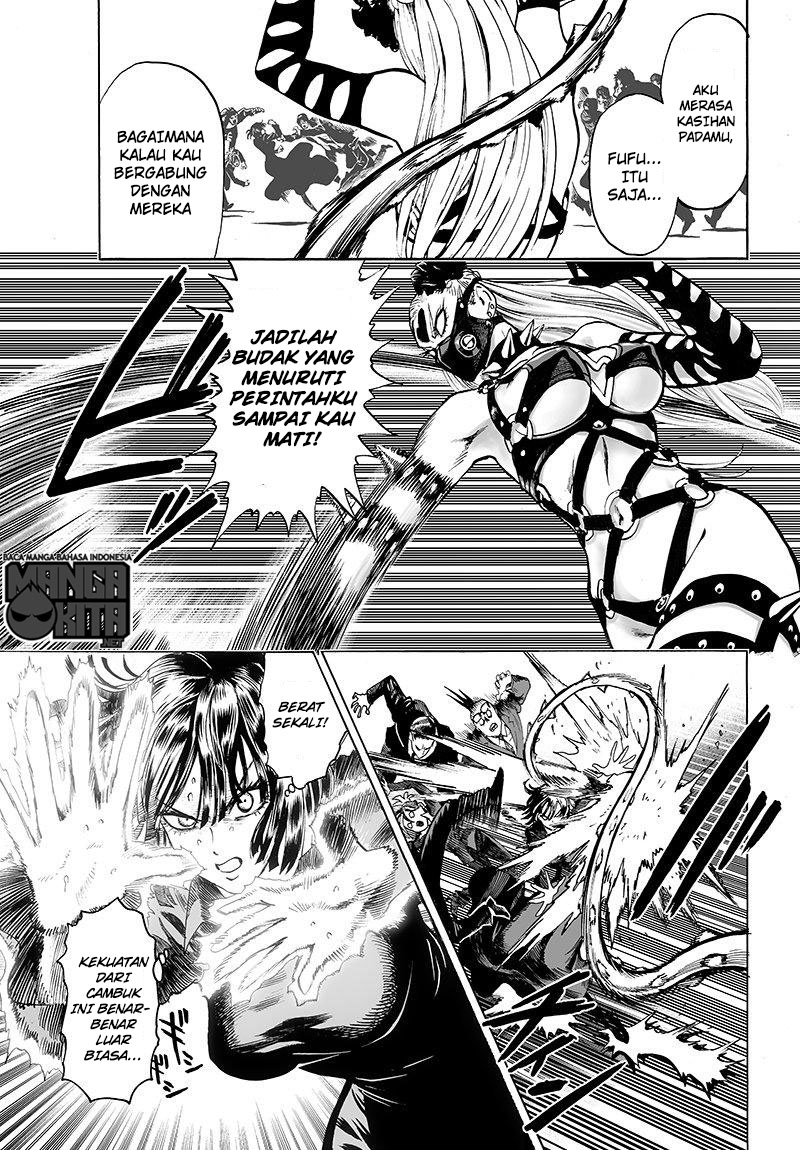 AKU
MERASA
KASIHAN
PADAMU,
FUFU...
ITU
SAJA...
BAGAIMANA
KALAU KAU
BERGABUNG
DENGAN
MEREKA
JADILAH
BUDAK YANG
MENURUTI
PERINTAHKU
SAMPAI KAU
MATI!
BACA MANGA BAHASA INDONESIA
MANGA
KITA
BERAT
SEKALI!
KEKUATAN
DARI
CAMBUK
INI BENAR-
BENAR
LUAR
BIASA...